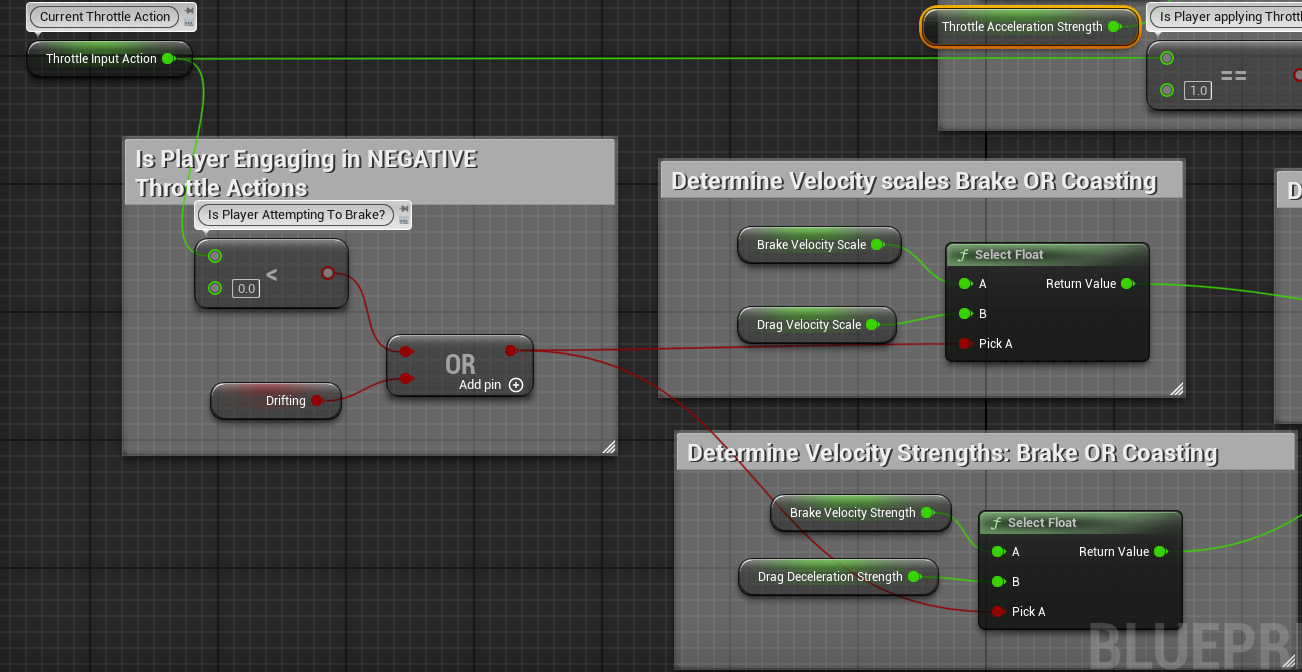 Current Throttle Action
Throttle Input Action
Throttle Acceleration Strength
Is Player applying
==
1.0
Is Player Engaging in NEGATIVE
Throttle Actions
Is Player Attempting To Brake?
<
0.0
OR
Add pin
Drifting
Determine Velocity scales Brake OR Coasting
Brake Velocity Scale
Drag Velocity Scale
f Select Float
A
Return Value
B
Pick A
D
Determine Velocity Strengths: Brake OR Coasting
Brake Velocity Strength
Drag Deceleration Strength
f Select Float
A
Return Value
B
Pick A